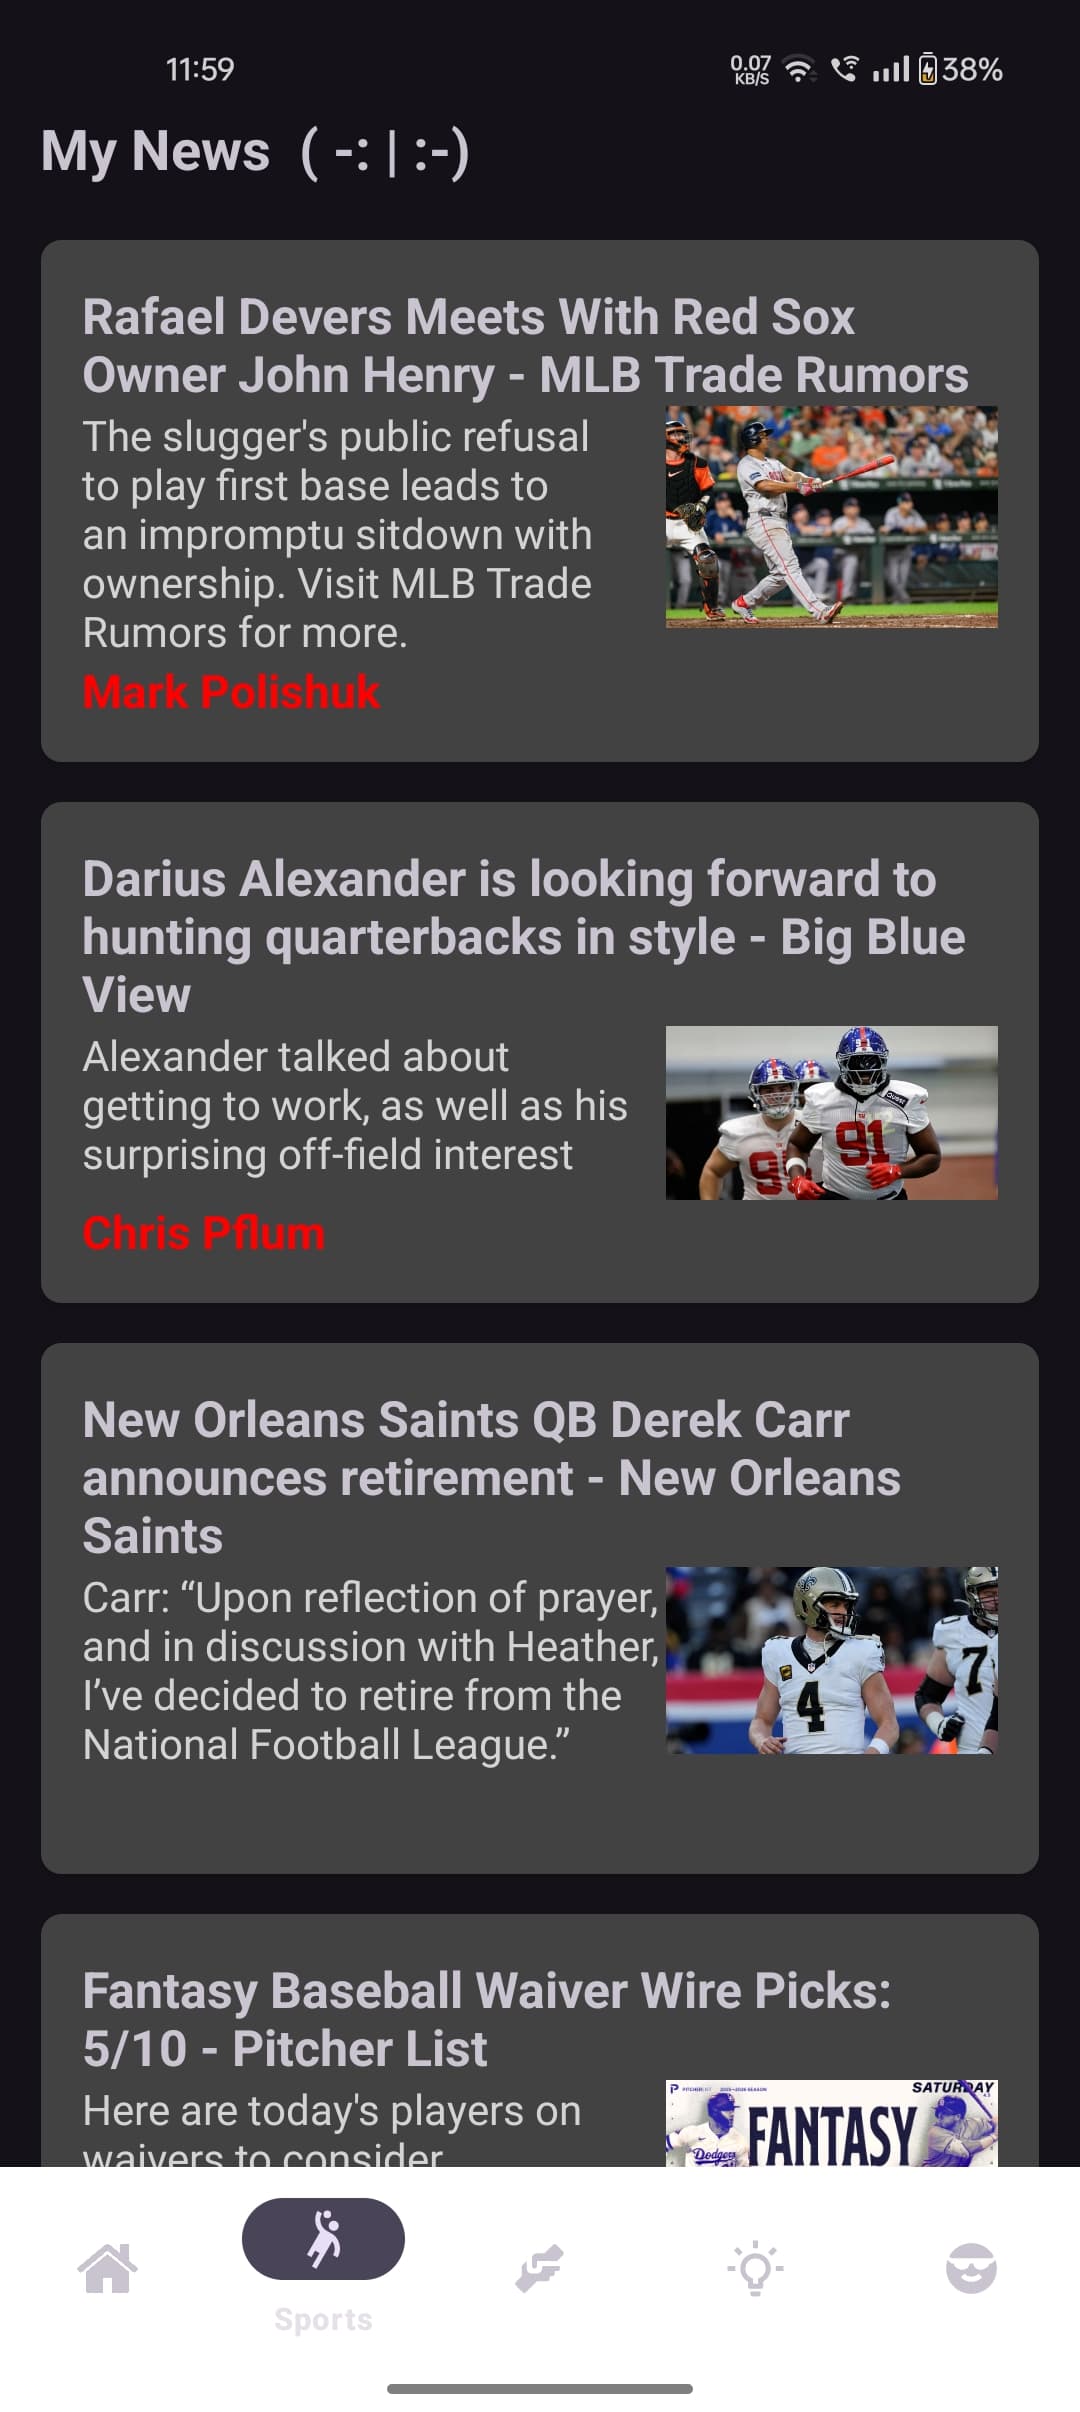 11:59
0.07
KB/S
38%
My News ( -: | :-)
Rafael Devers Meets With Red Sox
Owner John Henry - MLB Trade Rumors
The slugger's public refusal
to play first base leads to
an impromptu sitdown with
ownership. Visit MLB Trade
Rumors for more.
Mark Polishuk
Darius Alexander is looking forward to
hunting quarterbacks in style - Big Blue
View
Alexander talked about
getting to work, as well as his
surprising off-field interest
91
Chris Pflum
New Orleans Saints QB Derek Carr
announces retirement - New Orleans
Saints
Carr: “Upon reflection of prayer,
and in discussion with Heather,
I’ve decided to retire from the
National Football League.”
4
7
Fantasy Baseball Waiver Wire Picks:
5/10 - Pitcher List
Here are today's players on
waivers to consider
SATURDAY
FANTASY
Dodgers
Sports